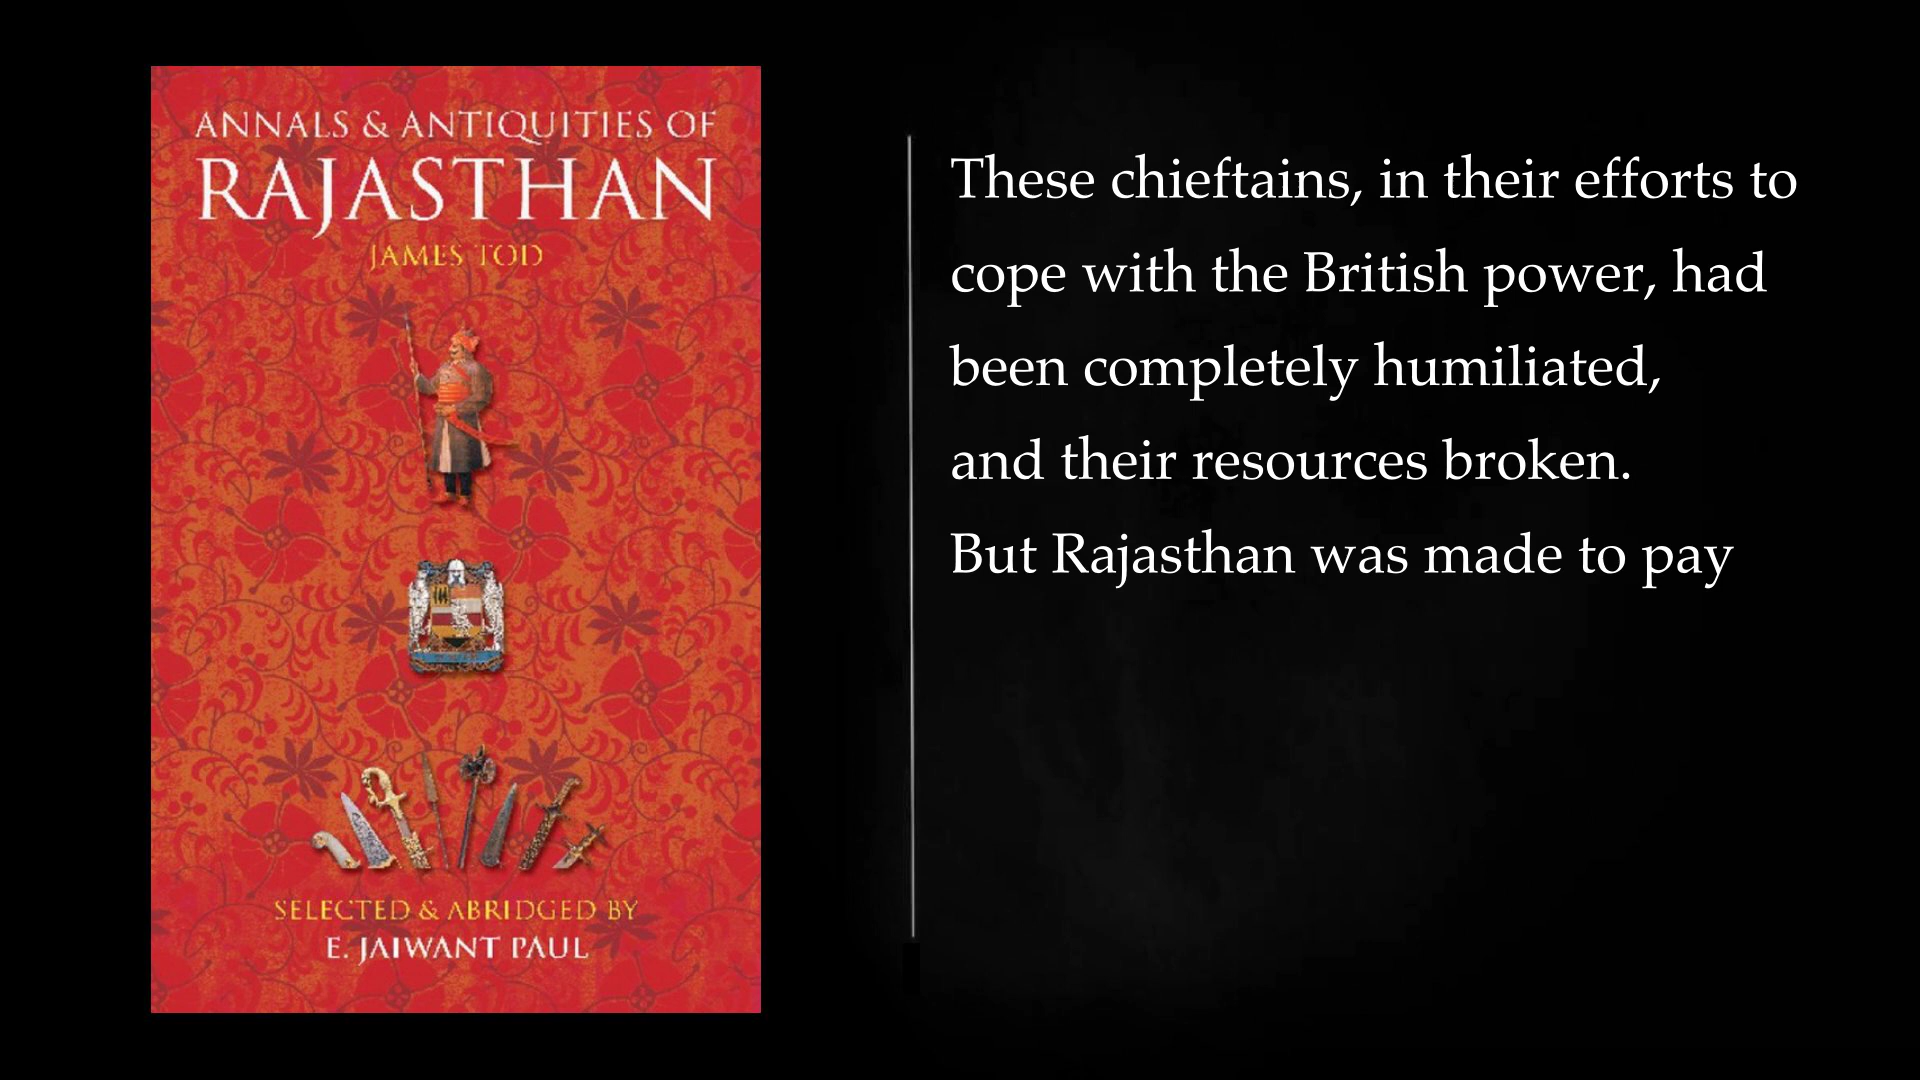 ANNALS & ANTIQUITIES OF
RAJASTHAN
JAMES TOD
SELECTED & ABRIDGED BY
E. JAIWANT PAUL
These chieftains, in their efforts to
cope with the British power, had
been completely humiliated,
and their resources broken.
But Rajasthan was made to pay